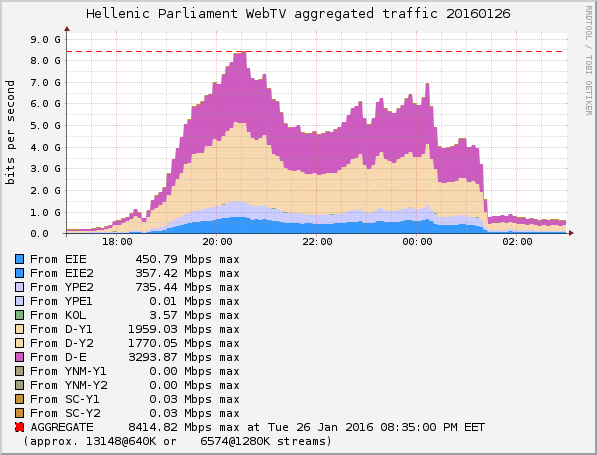 Hellenic Parliament WebTV aggregated traffic 20160126
RRDTOOL / TOBI OETIKER
bits per second
9.0 G
8.0 G
7.0 G
6.0 G
5.0 G
4.0 G
3.0 G
2.0 G
1.0 G
0.0
18:00 20:00 22:00 00:00 02:00
From EIE 450.79 Mbps max
From EIE2 357.42 Mbps max
From YPE2 735.44 Mbps max
From YPE1 0.01 Mbps max
From KOL 3.57 Mbps max
From D-Y1 1959.03 Mbps max
From D-Y2 1770.05 Mbps max
From D-E 3293.87 Mbps max
From YNM-Y1 0.00 Mbps max
From YNM-Y2 0.00 Mbps max
From SC-Y1 0.03 Mbps max
From SC-Y2 0.03 Mbps max
AGGREGATE 8414.82 Mbps max at Tue 26 Jan 2016 08:35:00 PM EET
(approx. 13148@640K or 6574@1280K streams)